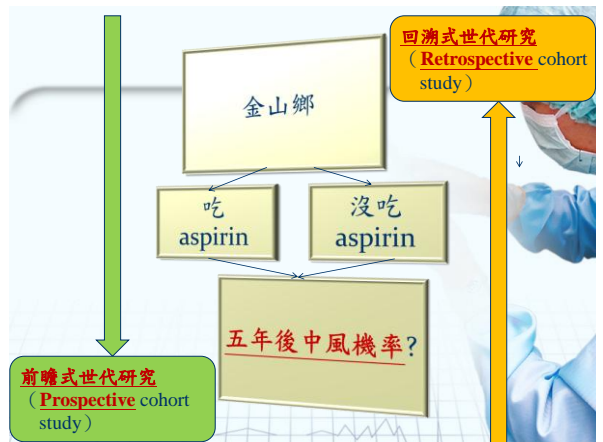 回溯式世代研究
（Retrospective cohort
study）
金山鄉
吃
aspirin
沒吃
aspirin
五年後中風機率?
前瞻式世代研究
（Prospective cohort
study）